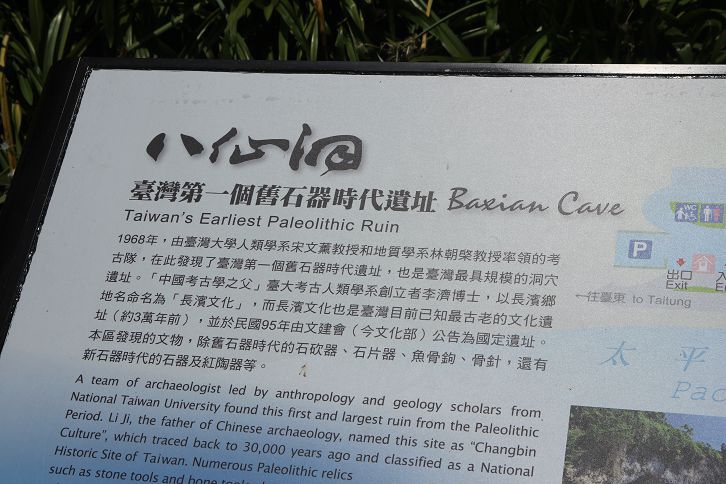 八仙洞
臺灣第一個舊石器時代遺址 Baxian Cave
Taiwan's Earliest Paleolithic Ruin
1968年，由臺灣大學人類學系宋文薰教授和地質學系林朝棨教授率領的考
古隊，在此發現了臺灣第一個舊石器時代遺址，也是臺灣最具規模的洞穴
遺址。「中國考古學之父」臺大考古人類學系創立者李濟博士，以長濱鄉
地名命名為「長濱文化」，而長濱文化也是臺灣目前已知最古老的文化遺
址（約3萬年前），並於民國95年由文建會（今文化部）公告為國定遺址。
本區發現的文物，除舊石器時代的石砍器、石片器、魚骨鉤、骨針，還有
新石器時代的石器及紅陶器等。
A team of archaeologist led by anthropology and geology scholars from
National Taiwan University found this first and largest ruin from the Paleolithic
Period. Li Ji, the father of Chinese archaeology, named this site as "Changbin
Culture", which traced back to 30,000 years ago and classified as a National
Historic Site of Taiwan. Numerous Paleolithic relics
such as stone tools and bone
WC
P
出口
Exit
入
←往臺東 to Taitung
太 平
Pac